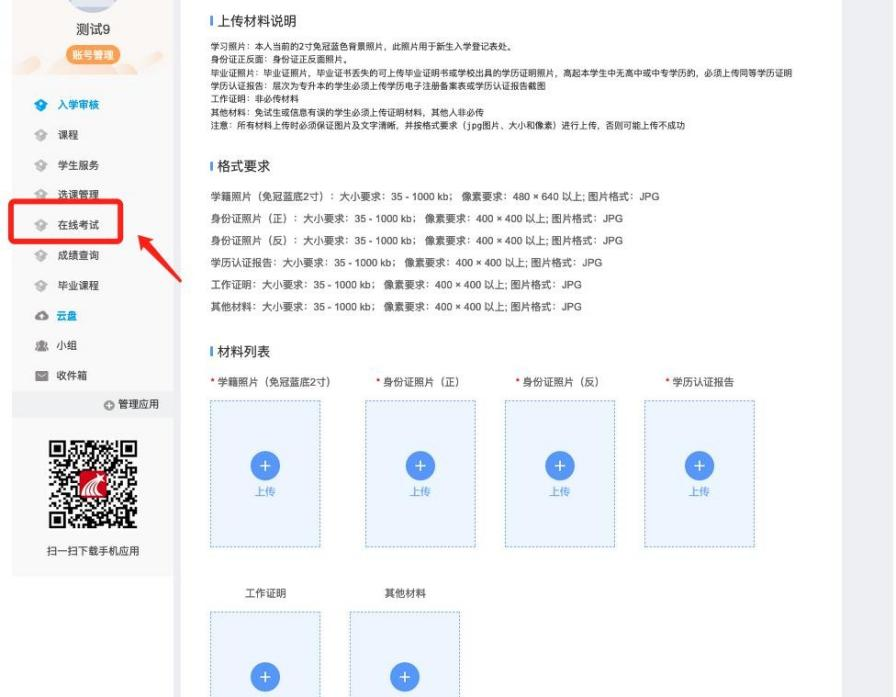 测试9
账号管理
入学审核
课程
学生服务
选课管理
在线考试
成绩查询
毕业课程
云盘
小组
收件箱
管理应用
扫一扫下载手机应用
上传材料说明
学习照片：本人当前的2寸免冠蓝色背景照片，此照片用于新生入学登记表处。
身份证正反面：身份证正反面照片。
毕业证照片：毕业证照片，毕业证书丢失的可上传毕业证明书或学校出具的学历证明照片，高起本学生中无高中或中专学历的，必须上传同等学历证明
学历认证报告：层次为专升本的学生必须上传学历电子注册备案表或学历认证报告截图
工作证明：非必传材料
其他材料：免试生或信息有误的学生必须上传证明材料，其他人非必传
注意：所有材料上传时必须保证图片及文字清晰，并按格式要求（jpg图片、大小和像素）进行上传，否则可能上传不成功
格式要求
学籍照片（免冠蓝底2寸）：大小要求：35 - 1000 kb； 像素要求：480 × 640 以上; 图片格式：JPG
身份证照片（正）：大小要求：35 - 1000 kb； 像素要求：400 × 400 以上; 图片格式：JPG
身份证照片（反）：大小要求：35 - 1000 kb； 像素要求：400 × 400 以上; 图片格式：JPG
学历认证报告：大小要求：35 - 1000 kb； 像素要求：400 × 400 以上; 图片格式：JPG
工作证明：大小要求：35 - 1000 kb； 像素要求：400 × 400 以上; 图片格式：JPG
其他材料：大小要求：35 - 1000 kb； 像素要求：400 × 400 以上; 图片格式：JPG
材料列表
* 学籍照片（免冠蓝底2寸） * 身份证照片（正） * 身份证照片（反） * 学历认证报告
上传 上传 上传 上传
工作证明 其他材料